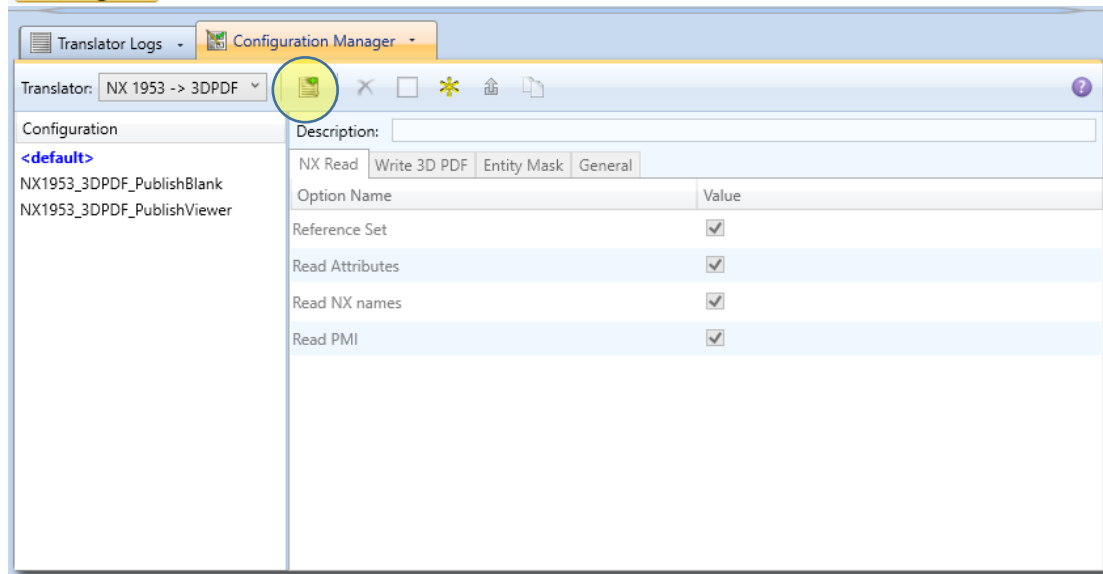 Translator Logs
Configuration Manager
Translator: NX 1953 -> 3DPDF
?
Configuration
Description:
<default>
NX Read Write 3D PDF Entity Mask General
NX1953_3DPDF_PublishBlank
Option Name Value
NX1953_3DPDF_PublishViewer
Reference Set
Read Attributes
Read NX names
Read PMI